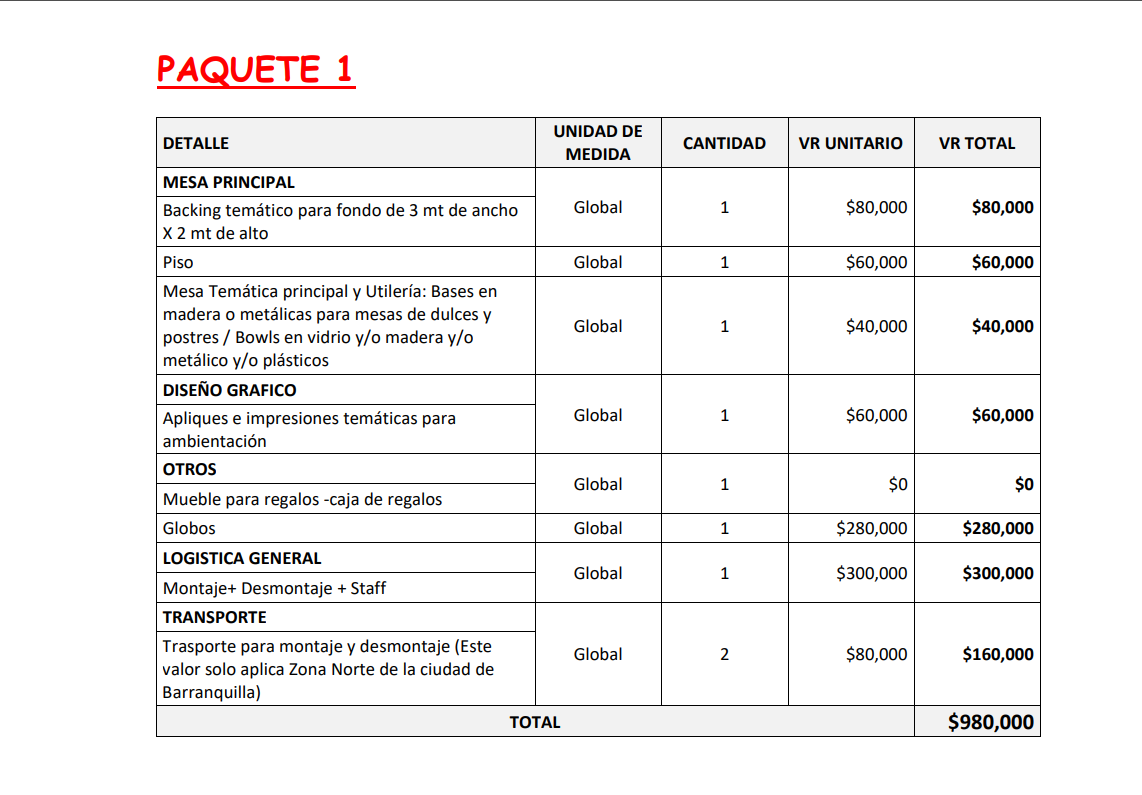 PAQUETE 1
DETALLE UNIDAD DE MEDIDA CANTIDAD VR UNITARIO VR TOTAL
MESA PRINCIPAL
Backing temático para fondo de 3 mt de ancho
X 2 mt de alto
Global 1 $80,000 $80,000
Piso Global 1 $60,000 $60,000
Mesa Temática principal y Utilería: Bases en
madera o metálicas para mesas de dulces y
postres / Bowls en vidrio y/o madera y/o
metálico y/o plásticos
Global 1 $40,000 $40,000
DISEÑO GRAFICO
Apliques e impresiones temáticas para
ambientación
Global 1 $60,000 $60,000
OTROS
Mueble para regalos -caja de regalos
Global 1 $0 $0
Globos Global 1 $280,000 $280,000
LOGISTICA GENERAL
Montaje+ Desmontaje + Staff
Global 1 $300,000 $300,000
TRANSPORTE
Trasporte para montaje y desmontaje (Este
valor solo aplica Zona Norte de la ciudad de
Barranquilla)
Global 2 $80,000 $160,000
TOTAL $980,000